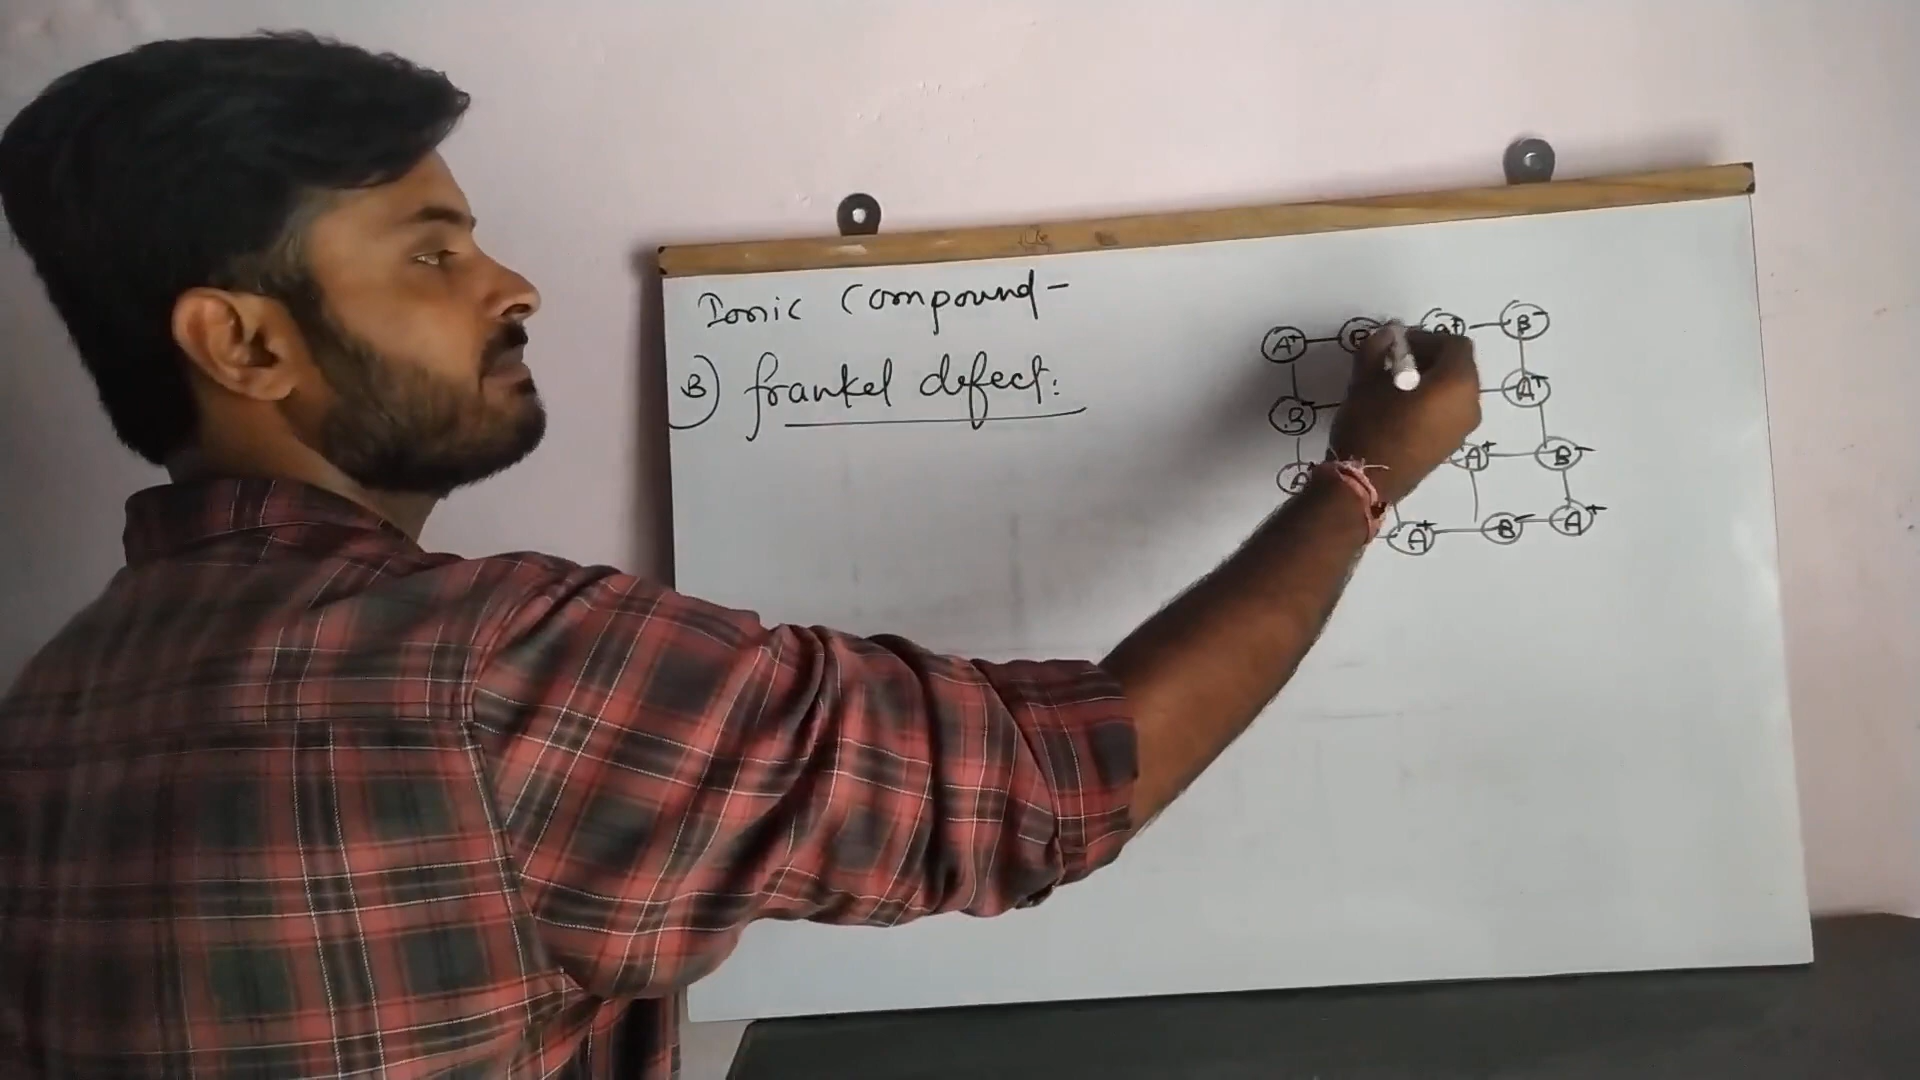 Ionic Compound-
B) frankel defect:
A+ B A+ B-
B A+
A A+ B-
A+ B- A+